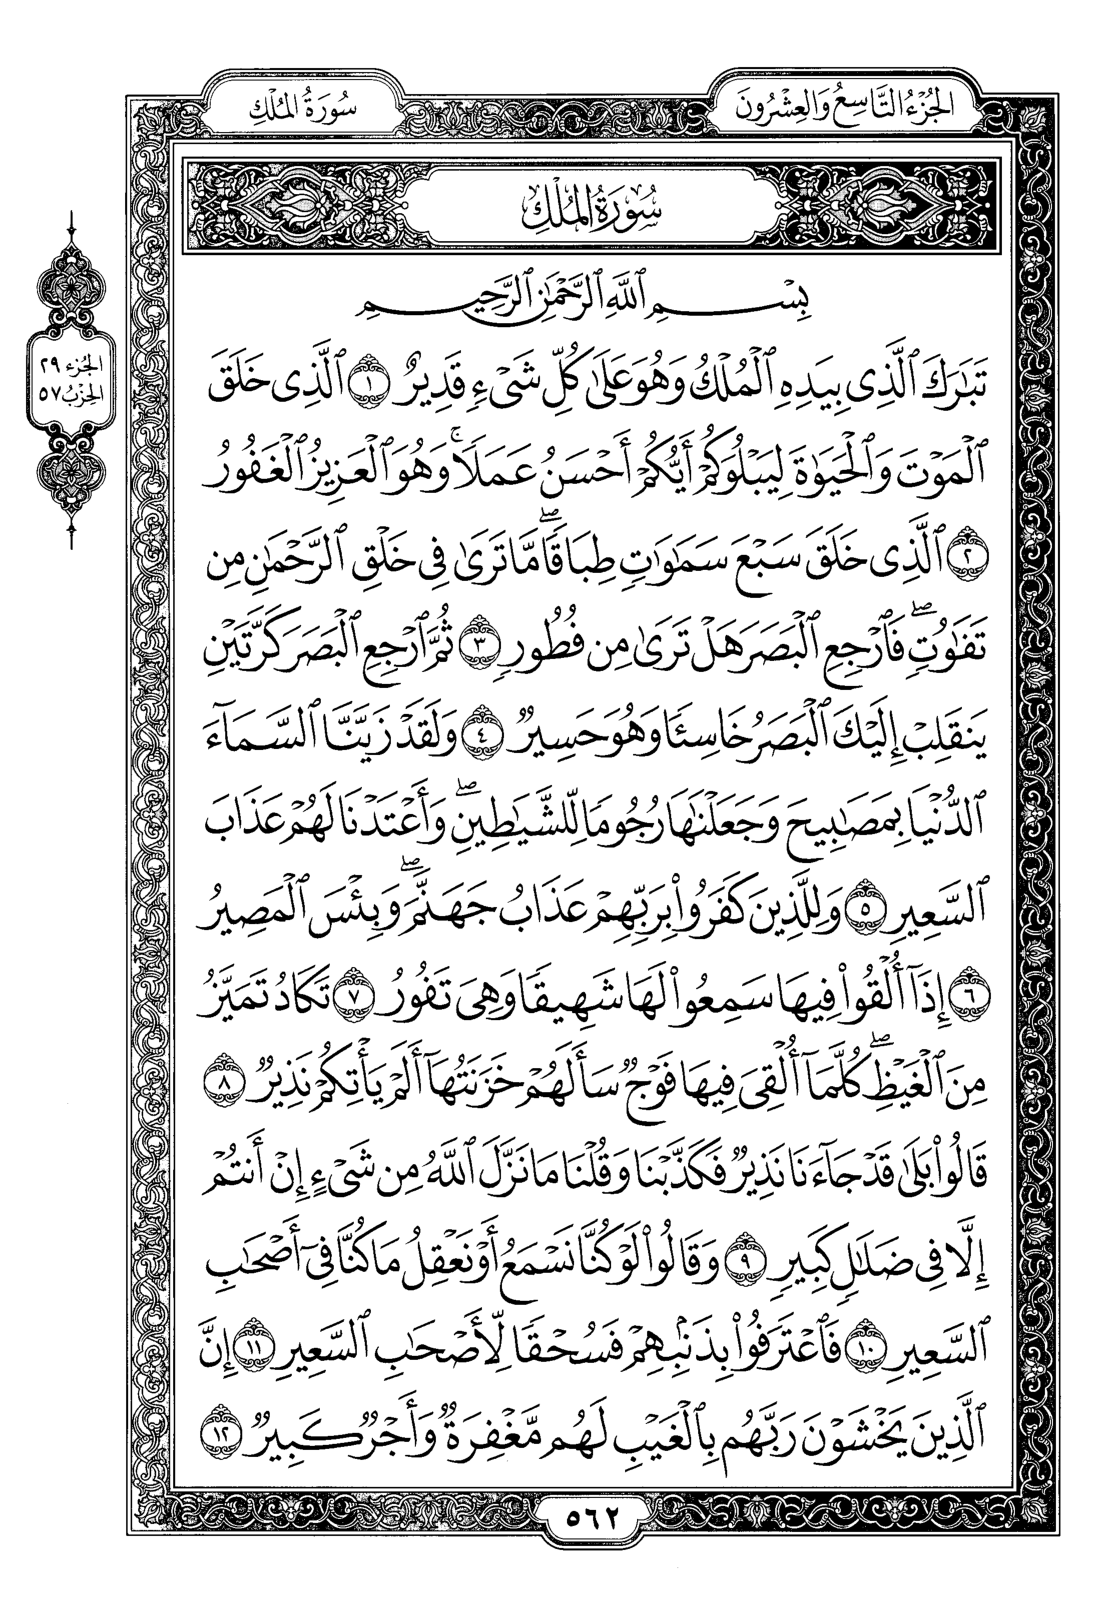 الجُزْءُ التَّاسِعُ وَالعِشْرُونَ
سُورَةُ المُلْكِ
سُورَةُ المُلْكِ
الجُزء ٢٩
الحِزْبُ ٥٧
بِسْمِ ٱللَّهِ ٱلرَّحْمَٰنِ ٱلرَّحِيمِ
تَبَٰرَكَ ٱلَّذِى بِيَدِهِ ٱلْمُلْكُ وَهُوَ عَلَىٰ كُلِّ شَىْءٍ قَدِيرٌ ١ ٱلَّذِى خَلَقَ
ٱلْمَوْتَ وَٱلْحَيَوٰةَ لِيَبْلُوَكُمْ أَيُّكُمْ أَحْسَنُ عَمَلًا ۚ وَهُوَ ٱلْعَزِيزُ ٱلْغَفُورُ
٢ ٱلَّذِى خَلَقَ سَبْعَ سَمَٰوَٰتٍ طِبَاقًا ۖ مَّا تَرَىٰ فِى خَلْقِ ٱلرَّحْمَٰنِ مِن
تَفَٰوُتٍ ۖ فَٱرْجِعِ ٱلْبَصَرَ هَلْ تَرَىٰ مِن فُطُورٍ ٣ ثُمَّ ٱرْجِعِ ٱلْبَصَرَ كَرَّتَيْنِ
يَنقَلِبْ إِلَيْكَ ٱلْبَصَرُ خَاسِئًا وَهُوَ حَسِيرٌ ٤ وَلَقَدْ زَيَّنَّا ٱلسَّمَآءَ
ٱلدُّنْيَا بِمَصَٰبِيحَ وَجَعَلْنَٰهَا رُجُومًا لِّلشَّيَٰطِينِ ۖ وَأَعْتَدْنَا لَهُمْ عَذَابَ
ٱلسَّعِيرِ ٥ وَلِلَّذِينَ كَفَرُوا۟ بِرَبِّهِمْ عَذَابُ جَهَنَّمَ ۖ وَبِئْسَ ٱلْمَصِيرُ
٦ إِذَآ أُلْقُوا۟ فِيهَا سَمِعُوا۟ لَهَا شَهِيقًا وَهِىَ تَفُورُ ٧ تَكَادُ تَمَيَّزُ
مِنَ ٱلْغَيْظِ ۖ كُلَّمَآ أُلْقِىَ فِيهَا فَوْجٌ سَأَلَهُمْ خَزَنَتُهَآ أَلَمْ يَأْتِكُمْ نَذِيرٌ ٨
قَالُوا۟ بَلَىٰ قَدْ جَآءَنَا نَذِيرٌ فَكَذَّبْنَا وَقُلْنَا مَا نَزَّلَ ٱللَّهُ مِن شَىْءٍ إِنْ أَنتُمْ
إِلَّا فِى ضَلَٰلٍ كَبِيرٍ ٩ وَقَالُوا۟ لَوْ كُنَّا نَسْمَعُ أَوْ نَعْقِلُ مَا كُنَّا فِىٓ أَصْحَٰبِ
ٱلسَّعِيرِ ١٠ فَٱعْتَرَفُوا۟ بِذَنۢبِهِمْ فَسُحْقًا لِّأَصْحَٰبِ ٱلسَّعِيرِ ١١ إِنَّ
ٱلَّذِينَ يَخْشَوْنَ رَبَّهُم بِٱلْغَيْبِ لَهُم مَّغْفِرَةٌ وَأَجْرٌ كَبِيرٌ ١٢
٥٦٢